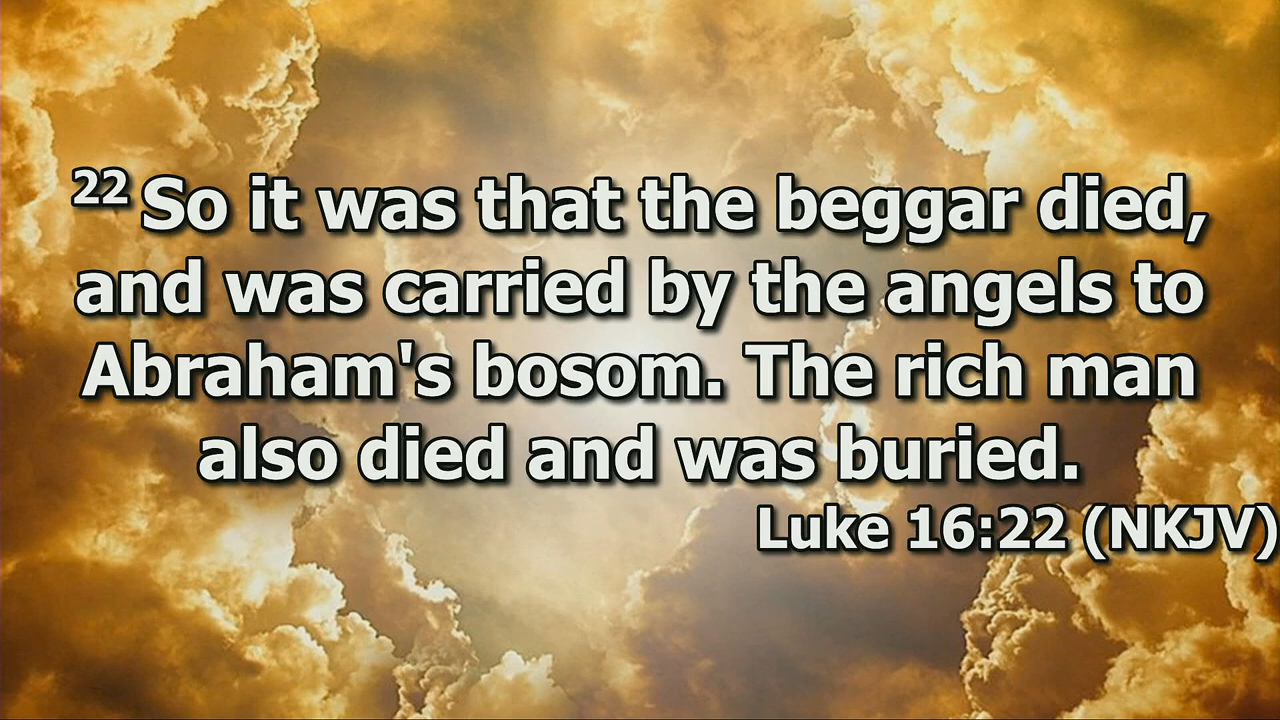 22 So it was that the beggar died,
and was carried by the angels to
Abraham's bosom. The rich man
also died and was buried.
Luke 16:22 (NKJV)